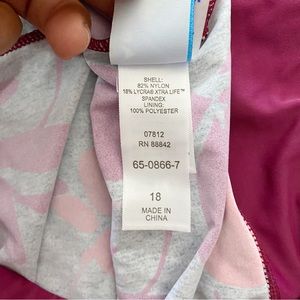 SHELL:
82% NYLON
18% LYCRA® XTRA LIFE™
SPANDEX
LINING:
100% POLYESTER
07812
RN 88842
65-0866-7
18
MADE IN
CHINA